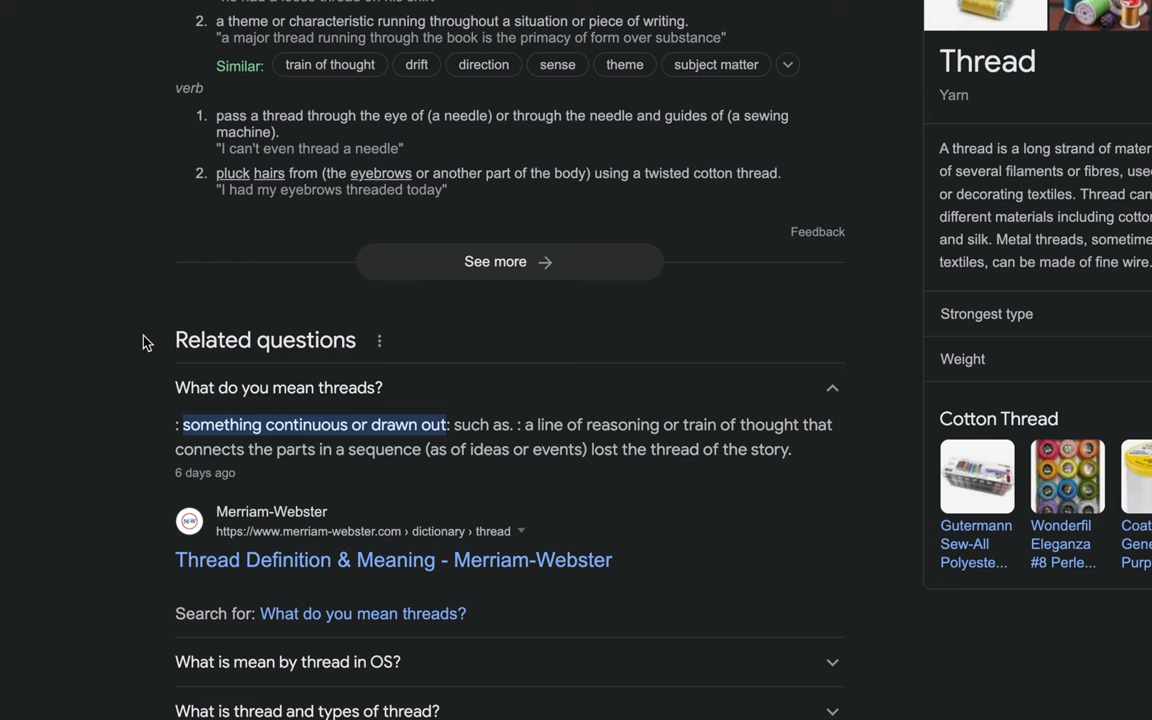 2. a theme or characteristic running throughout a situation or piece of writing.
"a major thread running through the book is the primacy of form over substance"
Similar: train of thought drift direction sense theme subject matter
verb
1. pass a thread through the eye of (a needle) or through the needle and guides of (a sewing
machine).
"I can't even thread a needle"
2. pluck hairs from (the eyebrows or another part of the body) using a twisted cotton thread.
"I had my eyebrows threaded today"
Feedback
See more
Related questions
What do you mean threads?
: something continuous or drawn out: such as. : a line of reasoning or train of thought that
connects the parts in a sequence (as of ideas or events) lost the thread of the story.
6 days ago
Merriam-Webster
https://www.merriam-webster.com › dictionary › thread
Thread Definition & Meaning - Merriam-Webster
Search for: What do you mean threads?
What is mean by thread in OS?
What is thread and types of thread?
Thread
Yarn
A thread is a long strand of mater
of several filaments or fibres, use
or decorating textiles. Thread can
different materials including cotto
and silk. Metal threads, sometime
textiles, can be made of fine wire.
Strongest type
Weight
Cotton Thread
Gutermann
Sew-All
Polyeste...
Wonderfil
Eleganza
#8 Perle...
Coat
Gene
Purp